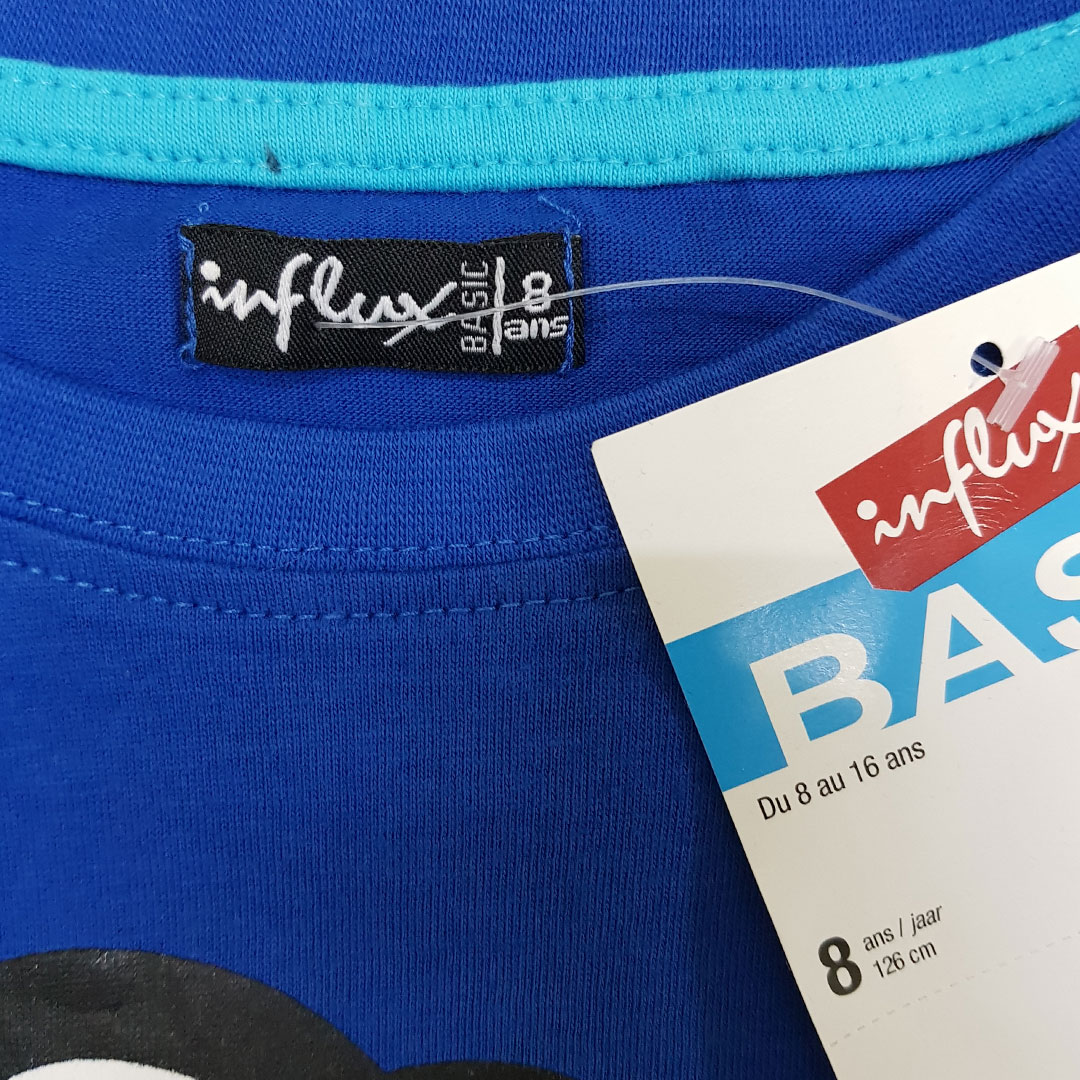 influx BASIC 8 ans
influx
BAS
Du 8 au 16 ans
8 ans / jaar
126 cm